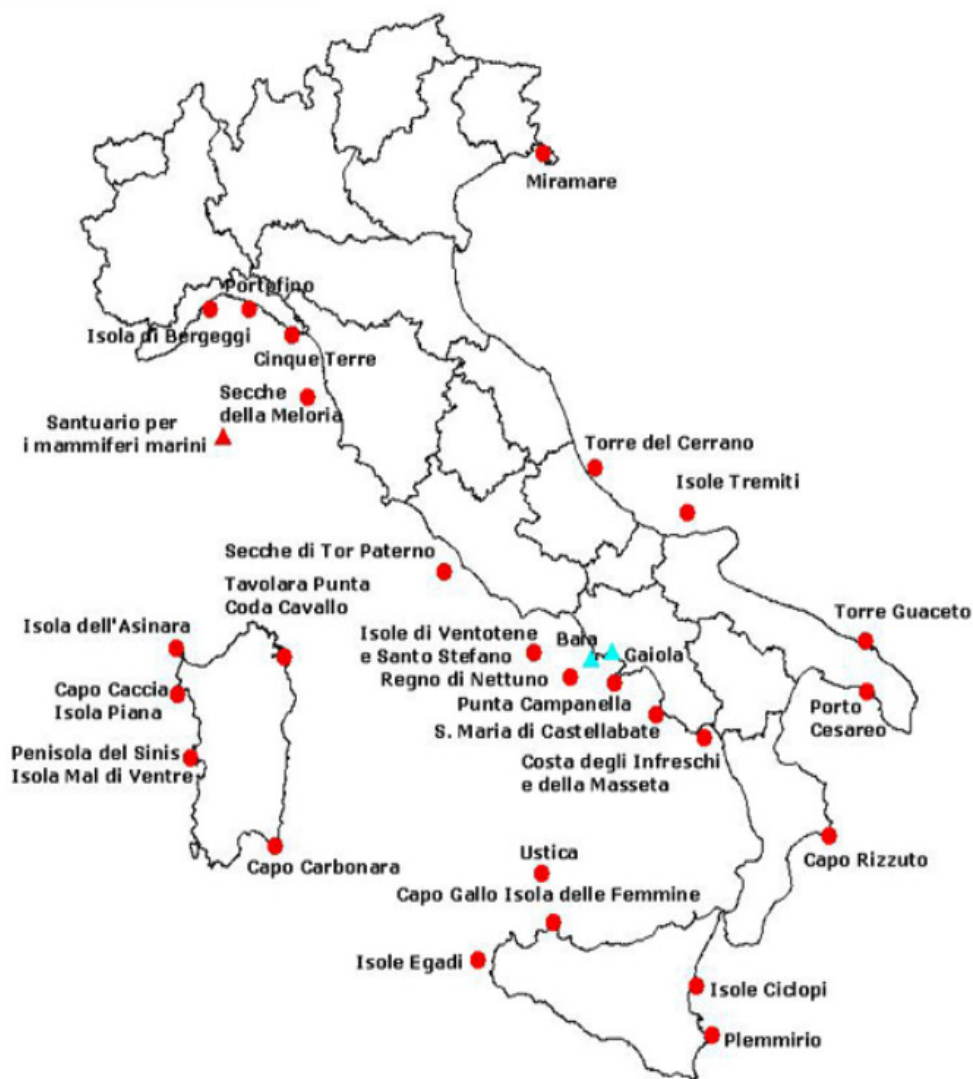 Miramare
Portofino
Isola di Bergeggi
Cinque Terre
Secche
della Meloria
Santuario per
i mammiferi marini
Torre del Cerrano
Isole Tremiti
Secche di Tor Paterno
Tavolara Punta
Coda Cavallo
Isola dell'Asinara
Torre Guaceto
Isole di Ventotene
e Santo Stefano
Baia
Gaiola
Regno di Nettuno
Capo Caccia
Isola Piana
Punta Campanella
Porto
Cesareo
S. Maria di Castellabate
Penisola del Sinis
Isola Mal di Ventre
Costa degli Infreschi
e della Masseta
Capo Carbonara
Ustica
Capo Rizzuto
Capo Gallo Isola delle Femmine
Isole Egadi
Isole Ciclopi
Plemmirio